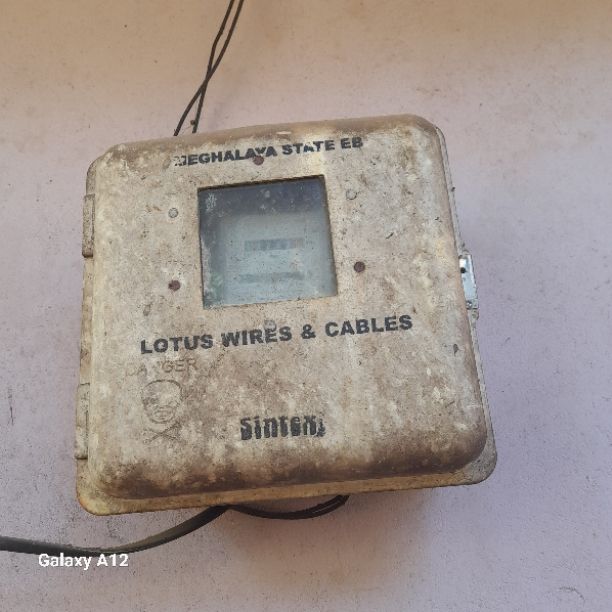 MEGHALAYA STATE EB
LOTUS WIRES & CABLES
DANGER
Sintex
Galaxy A12